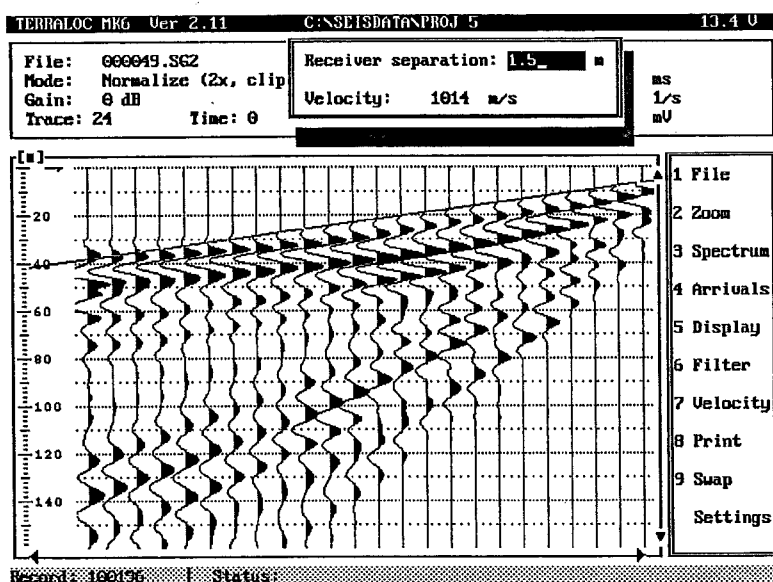 TERRALOC MK6 Ver 2.11 C:\SEISDATA\PROJ 5 13.4 V
File: 000049.SG2
Mode: Normalize (2x, clip
Gain: 0 dB
Trace: 24 Time: 0
Receiver separation: 1.5_ m
Velocity: 1014 m/s
ms
1/s
mV
[■]
20
40
60
80
100
120
140
1 File
2 Zoom
3 Spectrum
4 Arrivals
5 Display
6 Filter
7 Velocity
8 Print
9 Swap
Settings
Record: 100196 | Status: